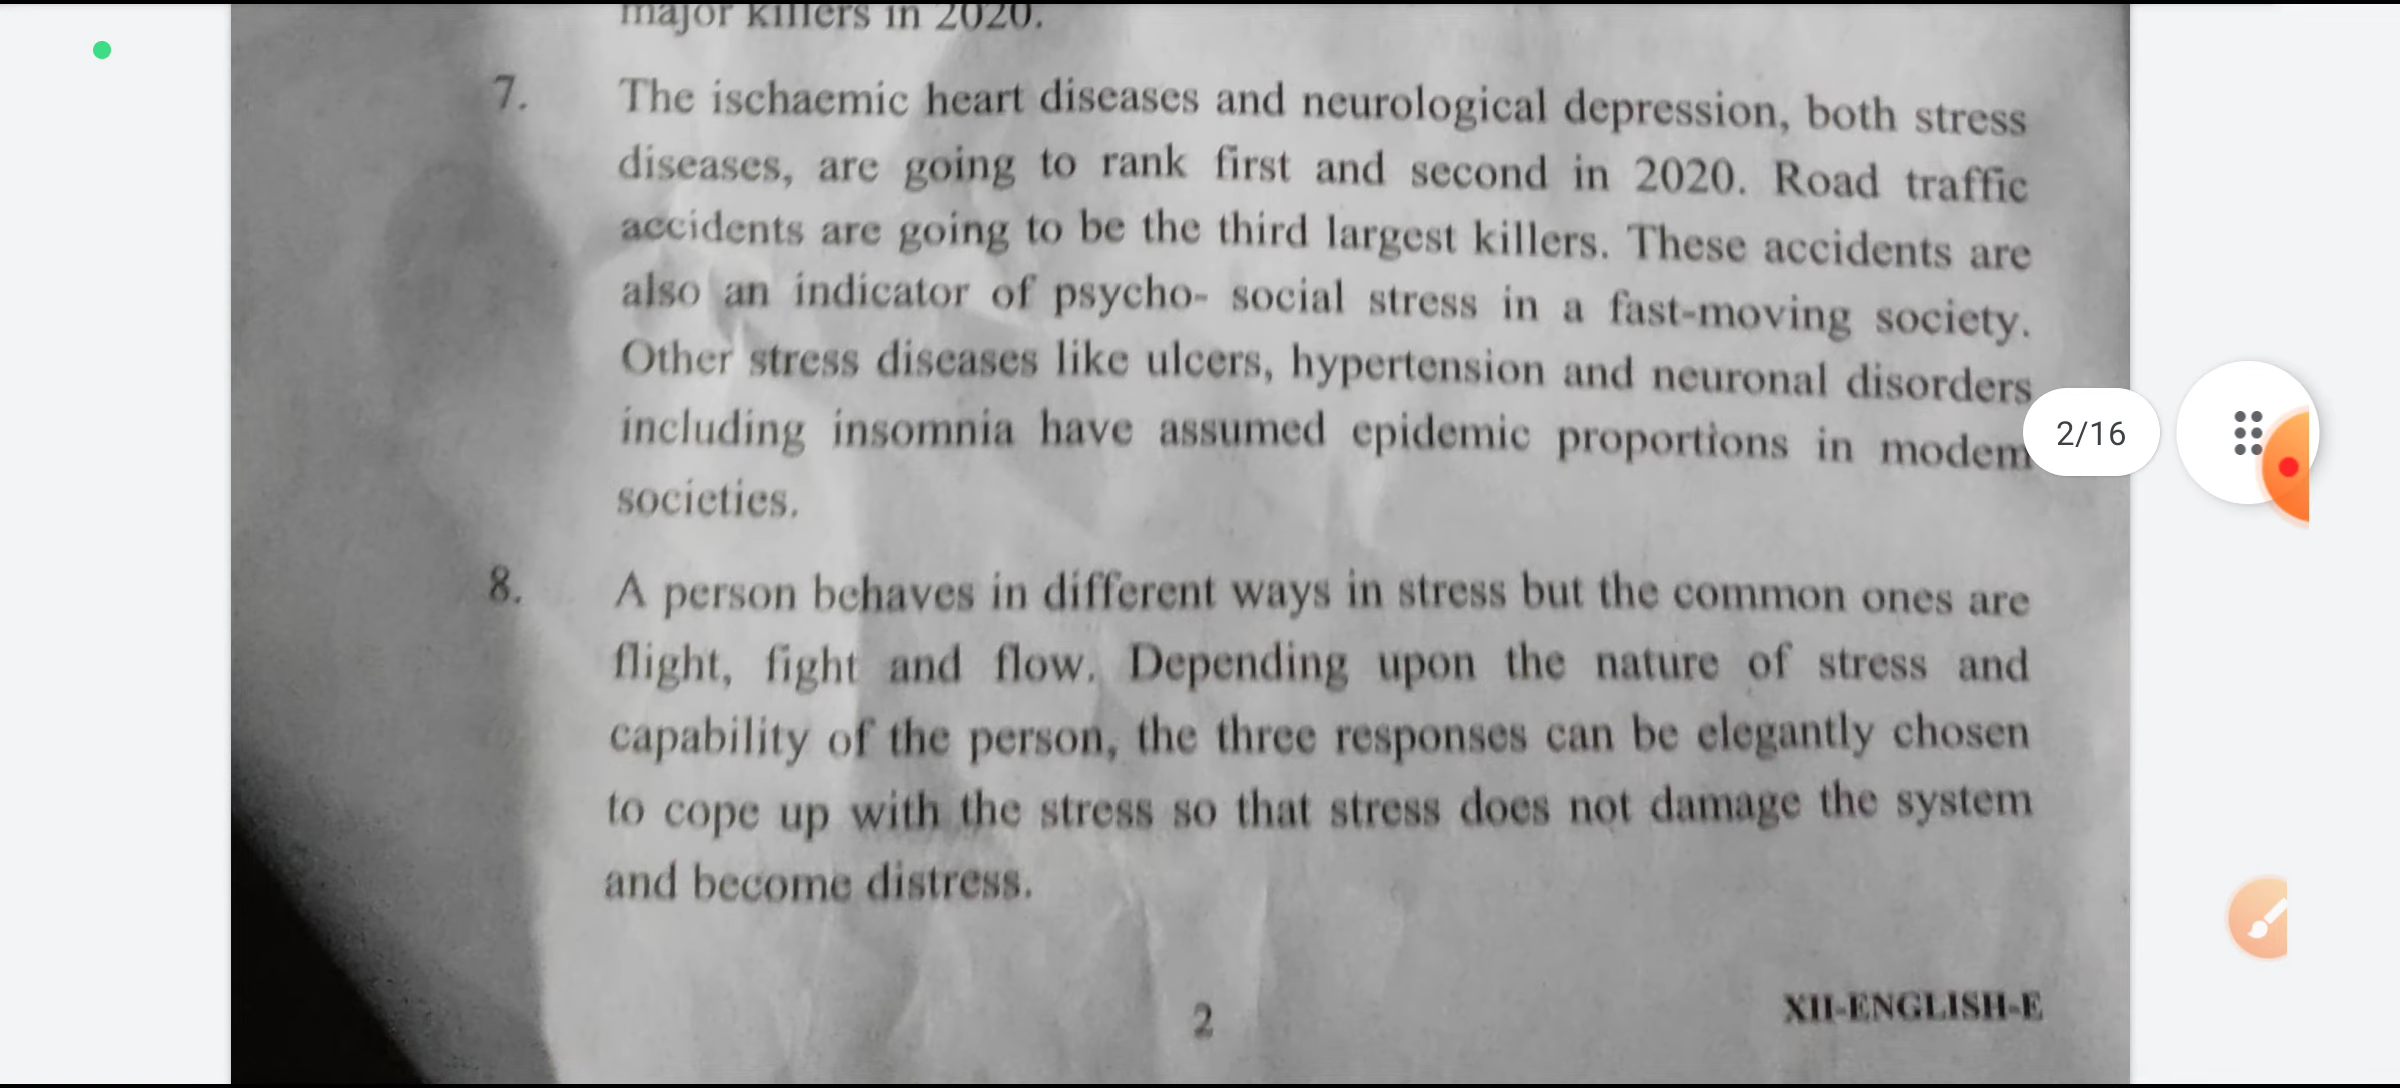 major killers in 2020.
7. The ischaemic heart diseases and neurological depression, both stress
diseases, are going to rank first and second in 2020. Road traffic
accidents are going to be the third largest killers. These accidents are
also an indicator of psycho- social stress in a fast-moving society.
Other stress diseases like ulcers, hypertension and neuronal disorders
including insomnia have assumed epidemic proportions in modem
2/16
societies.
8. A person behaves in different ways in stress but the common ones are
flight, fight and flow. Depending upon the nature of stress and
capability of the person, the three responses can be elegantly chosen
to cope up with the stress so that stress does not damage the system
and become distress.
2
XII-ENGLISH-E